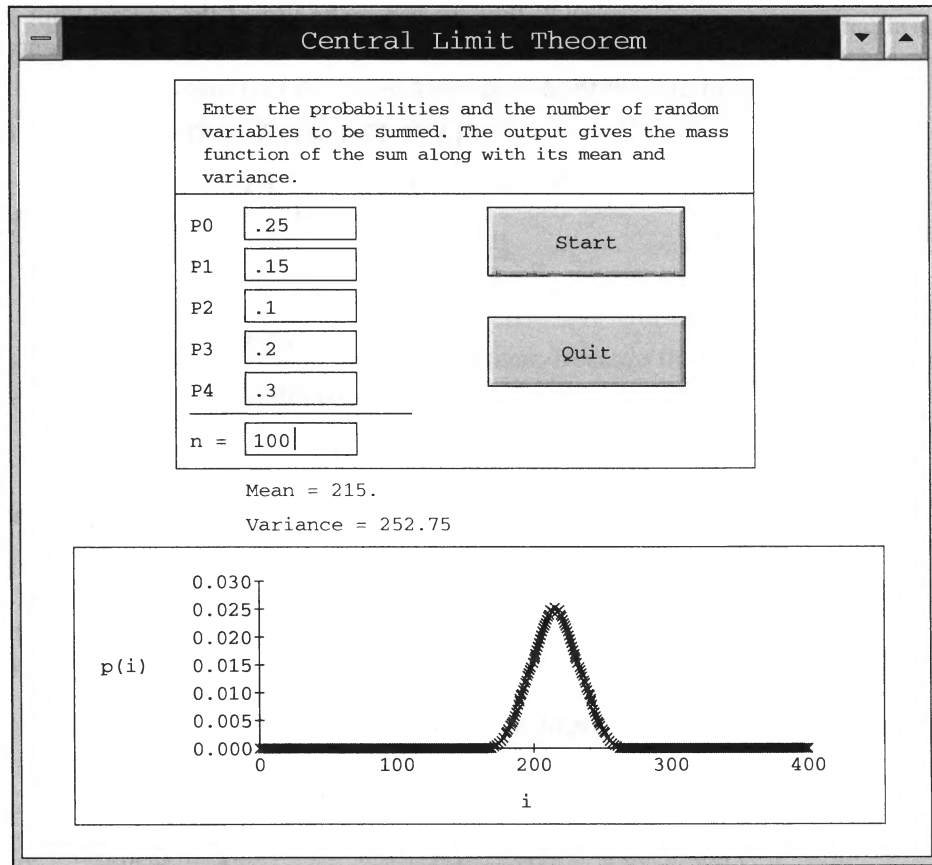 Central Limit Theorem
Enter the probabilities and the number of random
variables to be summed. The output gives the mass
function of the sum along with its mean and
variance.
P0 .25
P1 .15
P2 .1
P3 .2
P4 .3
n = 100
Start
Quit
Mean = 215.
Variance = 252.75
0.030
0.025
0.020
p(i) 0.015
0.010
0.005
0.000
0 100 200 300 400
i